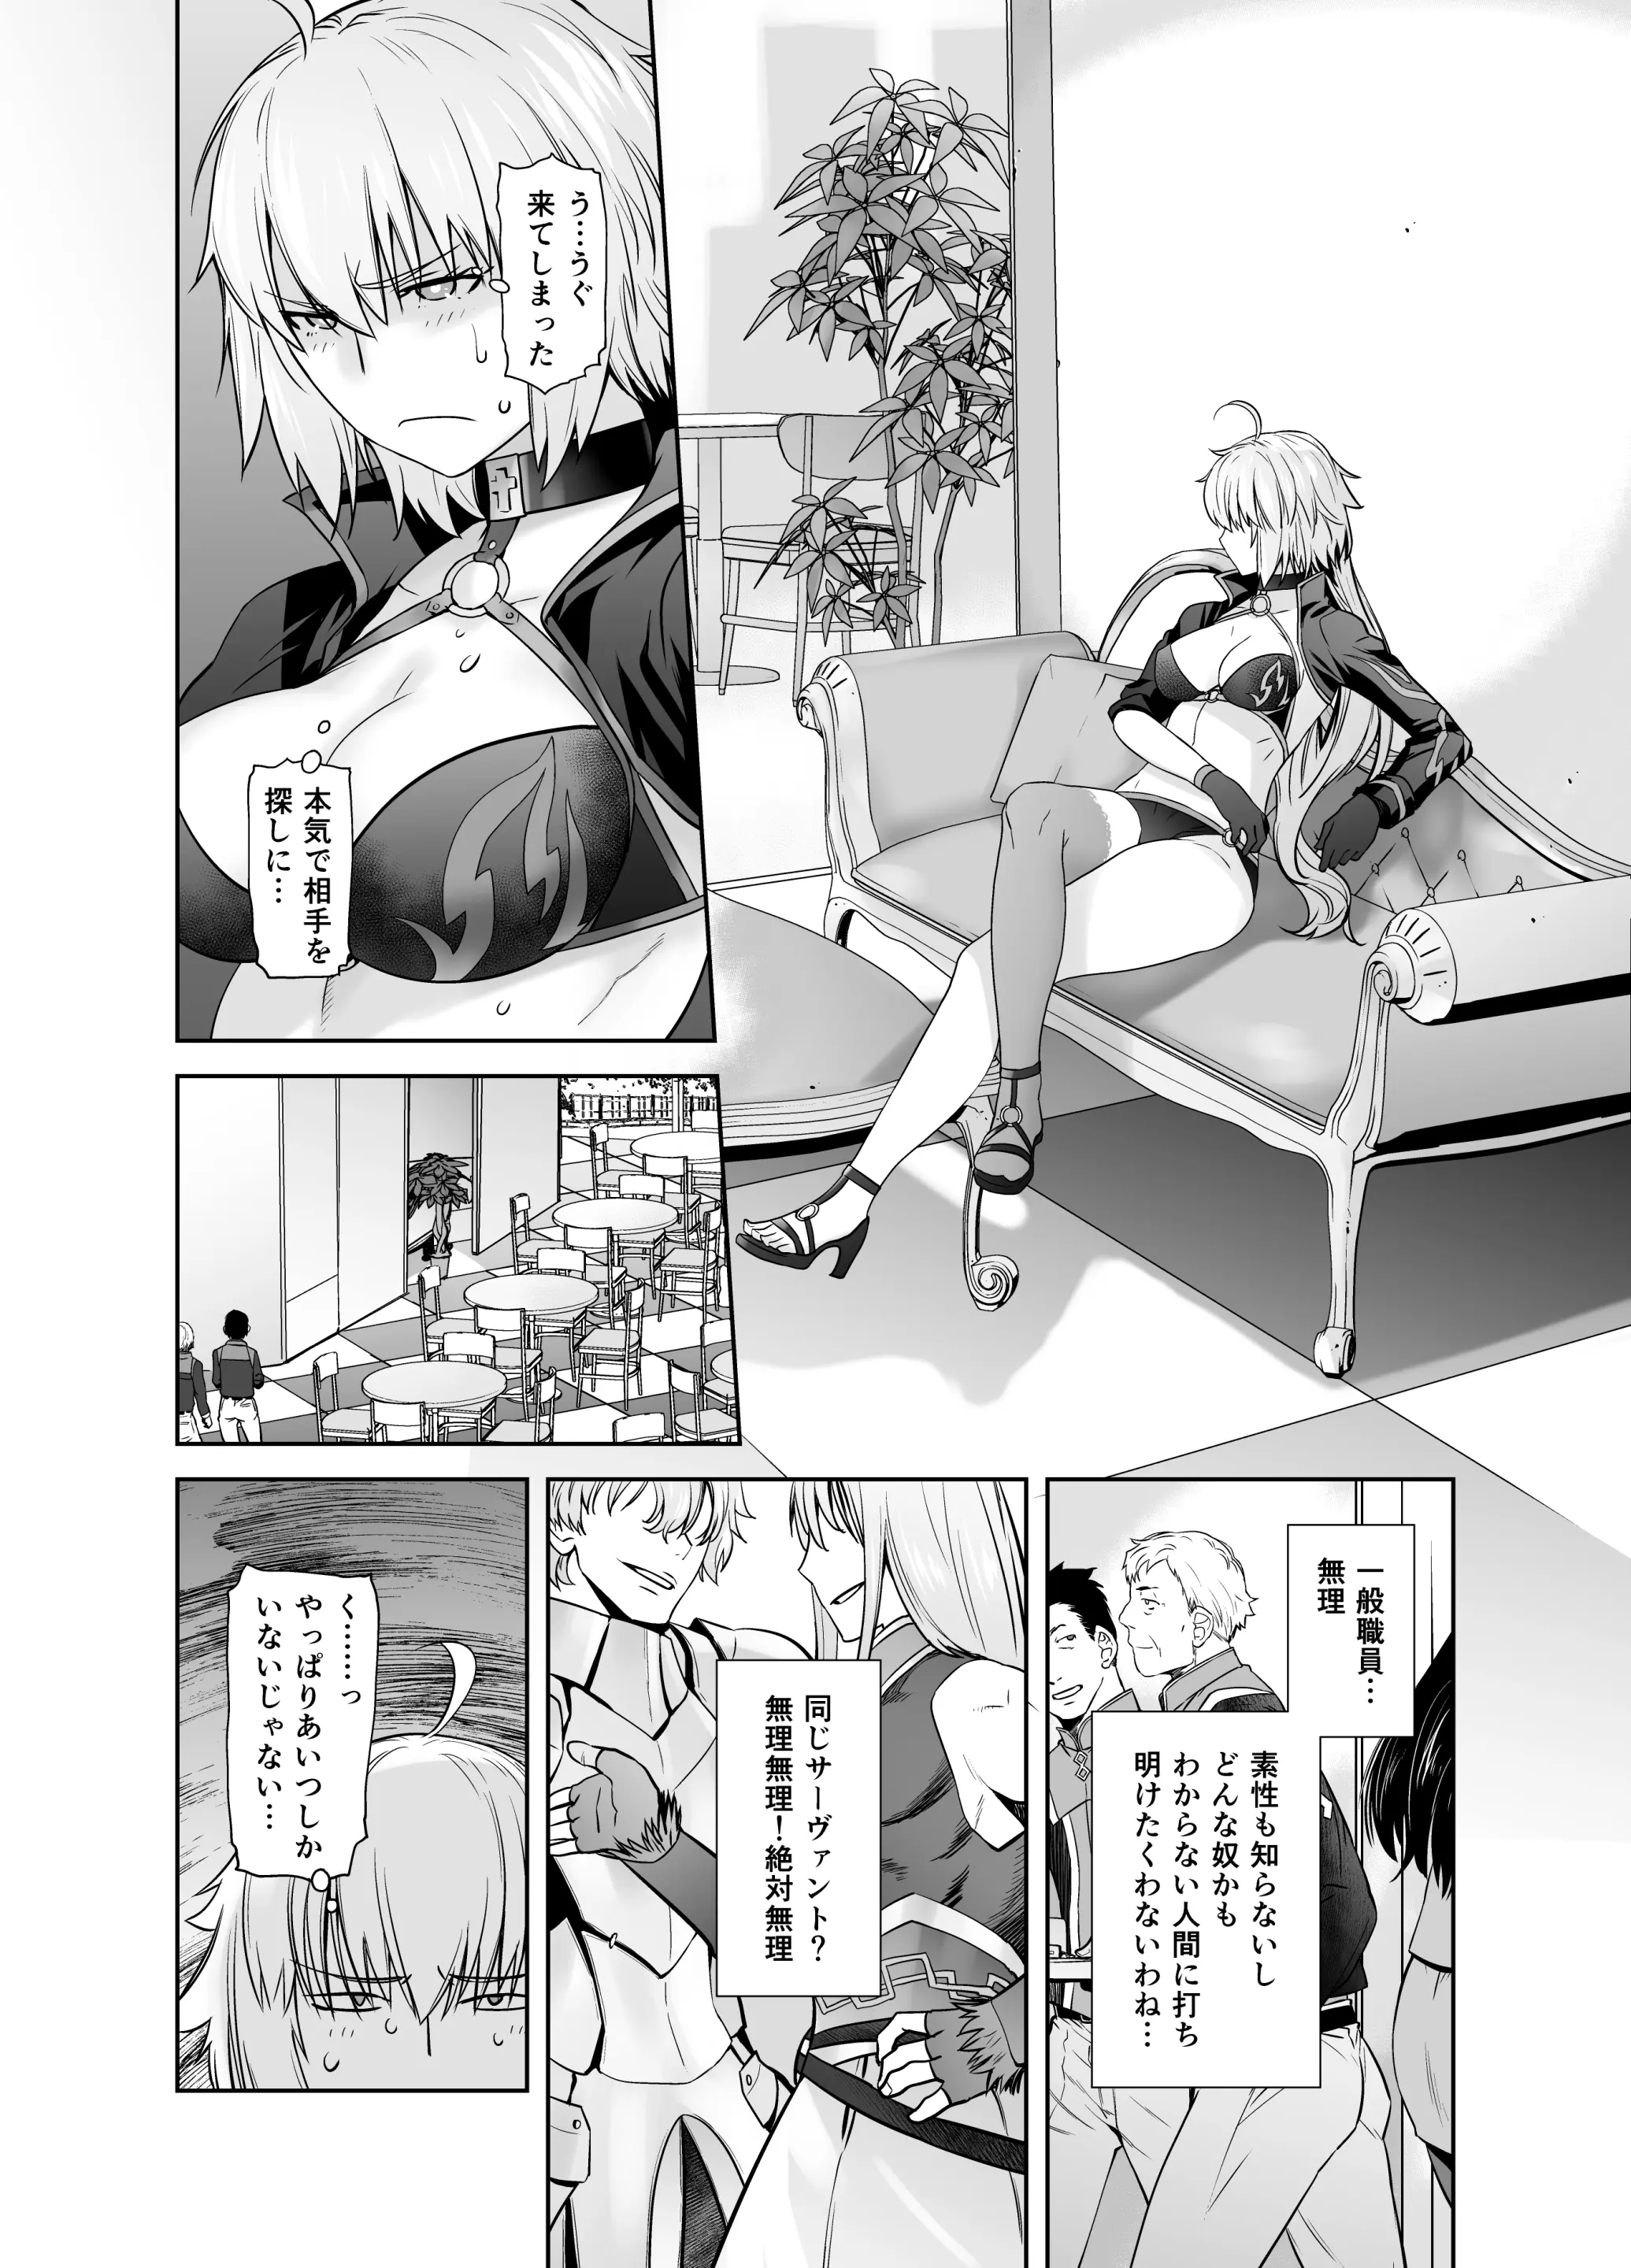 う…うぐ
来てしまった
本気で相手を
探しに…
一般職員…
無理
素性も知らないし
どんな奴かも
わからない人間に打ち
明けたくわないわね…
同じサーヴァント？
無理無理！絶対無理
く……っ
やっぱりあいつしか
いないじゃない…